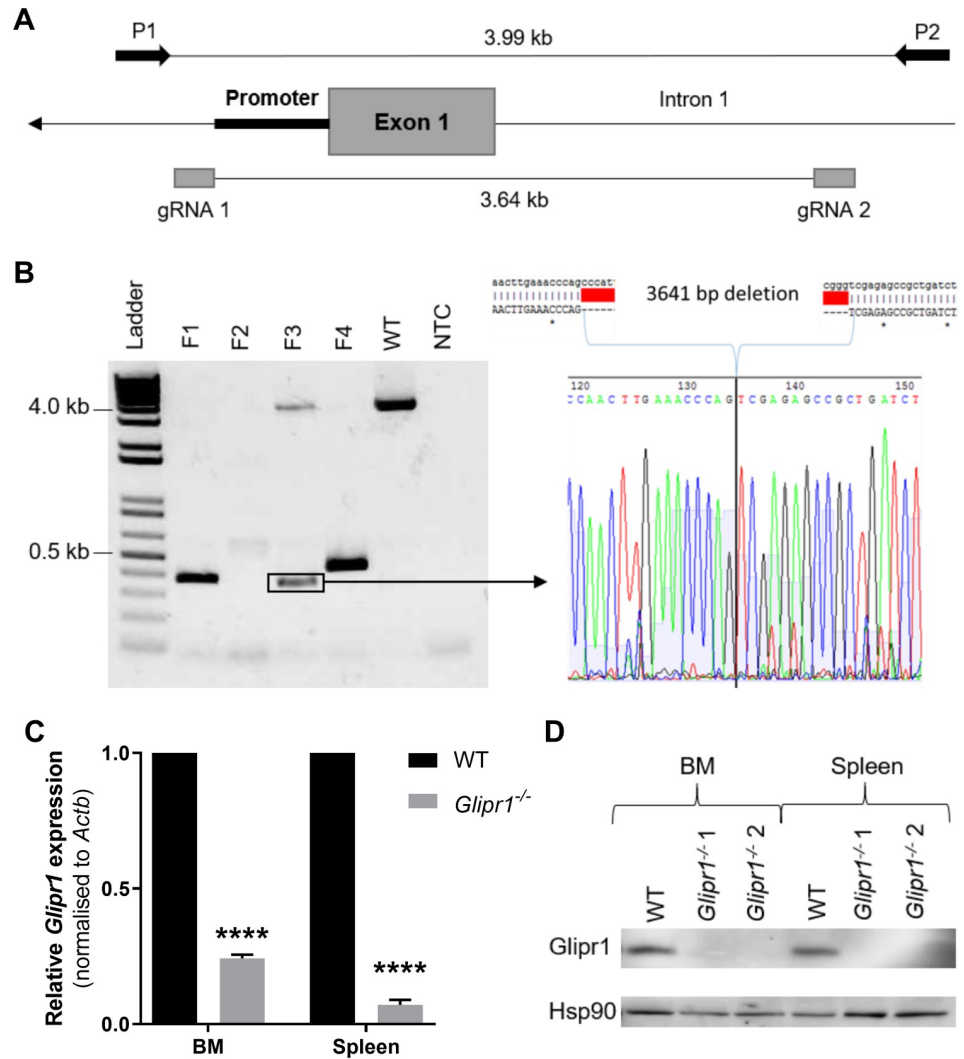 A
P1
3.99 kb
P2
Promoter
Exon 1
Intron 1
gRNA 1
3.64 kb
gRNA 2
B
Ladder
F1
F2
F3
F4
WT
NTC
4.0 kb
0.5 kb
aacttgaaacccagcccat
AACTTGAAACCCAG-----
*
3641 bp deletion
cgggtcgagagccgctgatct
----TCGAGAGCCGCTGATCT
* *
120 130 140 150
CCAACTTGAAACCCAGTCGAGAGCCGCTGATCT
C
Relative Glipr1 expression
(normalised to Actb)
1.0
0.5
0.0
****
****
BM
Spleen
WT
Glipr1-/-
D
BM
Spleen
WT
Glipr1-/- 1
Glipr1-/- 2
WT
Glipr1-/- 1
Glipr1-/- 2
Glipr1
Hsp90